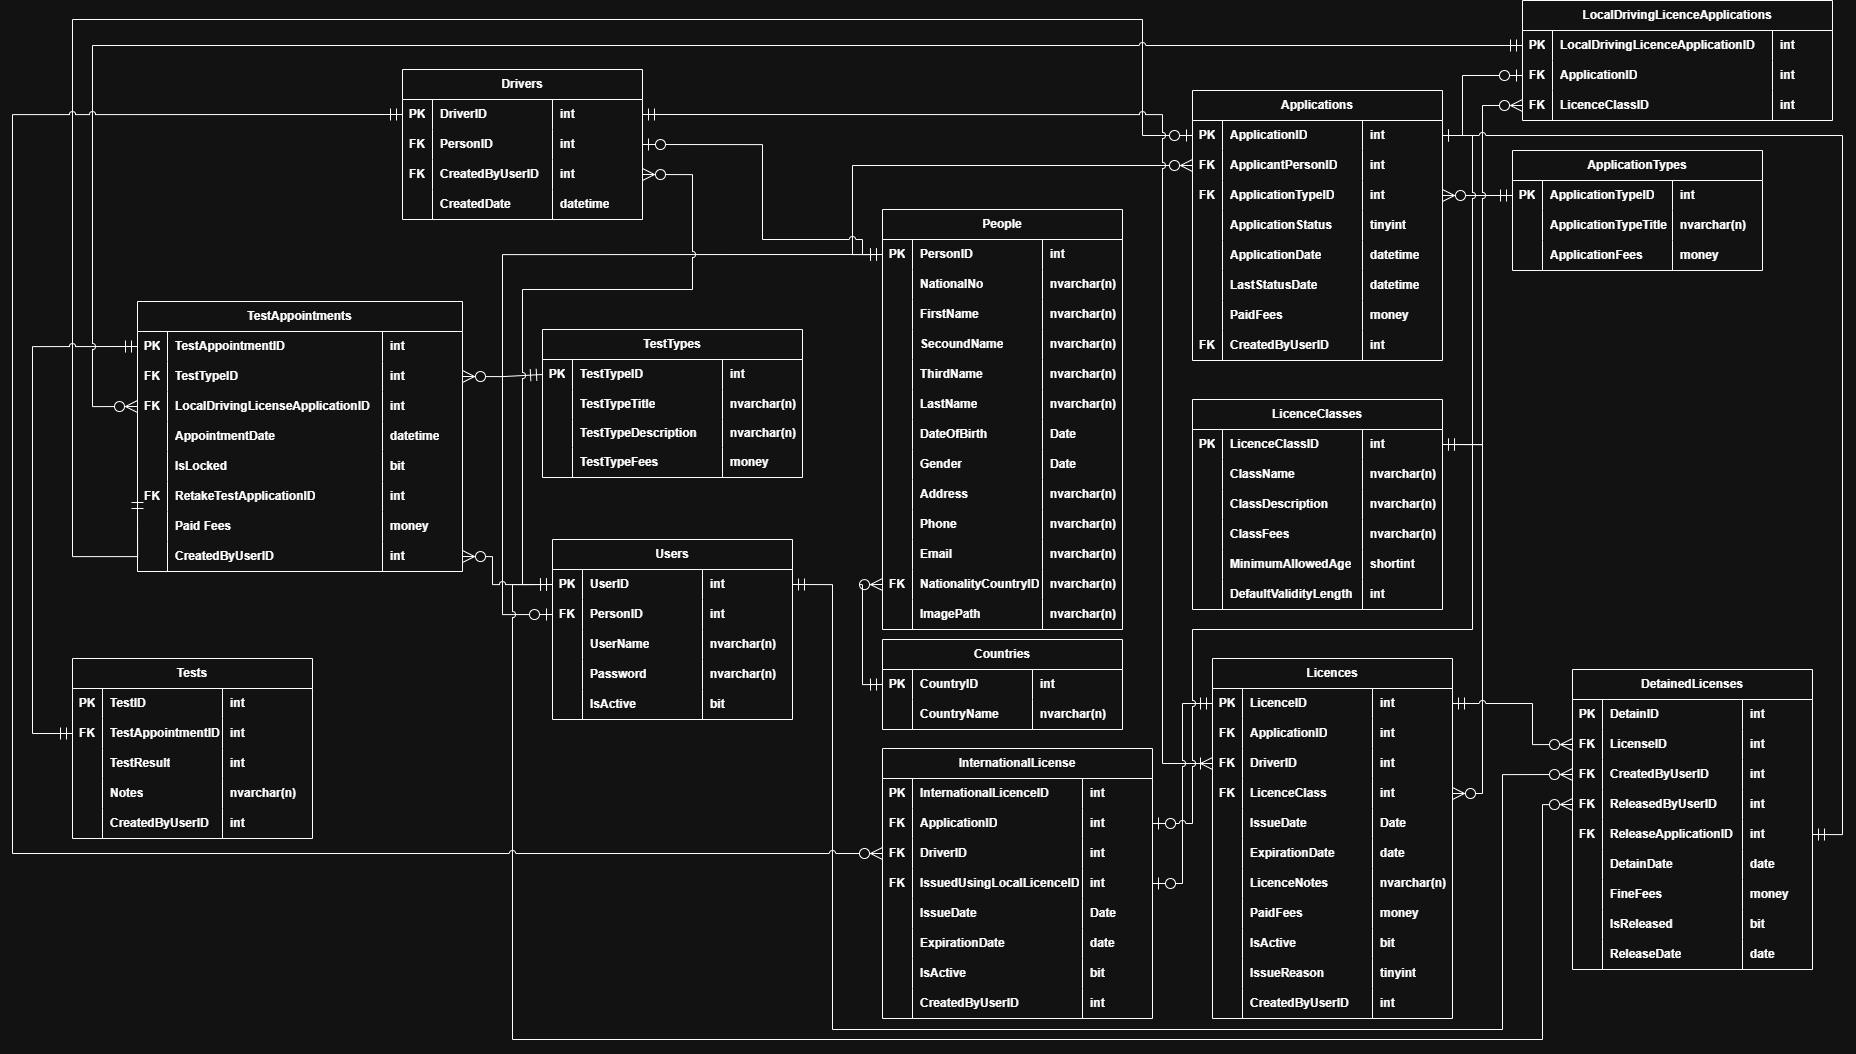 LocalDrivingLicenceApplications
PK LocalDrivingLicenceApplicationID int
FK ApplicationID int
FK LicenceClassID int
Drivers
PK DriverID int
FK PersonID int
FK CreatedByUserID int
CreatedDate datetime
Applications
PK ApplicationID int
FK ApplicantPersonID int
FK ApplicationTypeID int
ApplicationStatus tinyint
ApplicationDate datetime
LastStatusDate datetime
PaidFees money
FK CreatedByUserID int
ApplicationTypes
PK ApplicationTypeID int
ApplicationTypeTitle nvarchar(n)
ApplicationFees money
People
PK PersonID int
NationalNo nvarchar(n)
FirstName nvarchar(n)
SecoundName nvarchar(n)
ThirdName nvarchar(n)
LastName nvarchar(n)
DateOfBirth Date
Gender Date
Address nvarchar(n)
Phone nvarchar(n)
Email nvarchar(n)
FK NationalityCountryID nvarchar(n)
ImagePath nvarchar(n)
TestAppointments
PK TestAppointmentID int
FK TestTypeID int
FK LocalDrivingLicenseApplicationID int
AppointmentDate datetime
IsLocked bit
FK RetakeTestApplicationID int
Paid Fees money
CreatedByUserID int
TestTypes
PK TestTypeID int
TestTypeTitle nvarchar(n)
TestTypeDescription nvarchar(n)
TestTypeFees money
LicenceClasses
PK LicenceClassID int
ClassName nvarchar(n)
ClassDescription nvarchar(n)
ClassFees nvarchar(n)
MinimumAllowedAge shortint
DefaultValidityLength int
Users
PK UserID int
FK PersonID int
UserName nvarchar(n)
Password nvarchar(n)
IsActive bit
Countries
PK CountryID int
CountryName nvarchar(n)
Tests
PK TestID int
FK TestAppointmentID int
TestResult int
Notes nvarchar(n)
CreatedByUserID int
Licences
PK LicenceID int
FK ApplicationID int
FK DriverID int
FK LicenceClass int
IssueDate Date
ExpirationDate date
LicenceNotes nvarchar(n)
PaidFees money
IsActive bit
IssueReason tinyint
CreatedByUserID int
DetainedLicenses
PK DetainID int
FK LicenseID int
FK CreatedByUserID int
FK ReleasedByUserID int
FK ReleaseApplicationID int
DetainDate date
FineFees money
IsReleased bit
ReleaseDate date
InternationalLicense
PK InternationalLicenceID int
FK ApplicationID int
FK DriverID int
FK IssuedUsingLocalLicenceID int
IssueDate Date
ExpirationDate date
IsActive bit
CreatedByUserID int